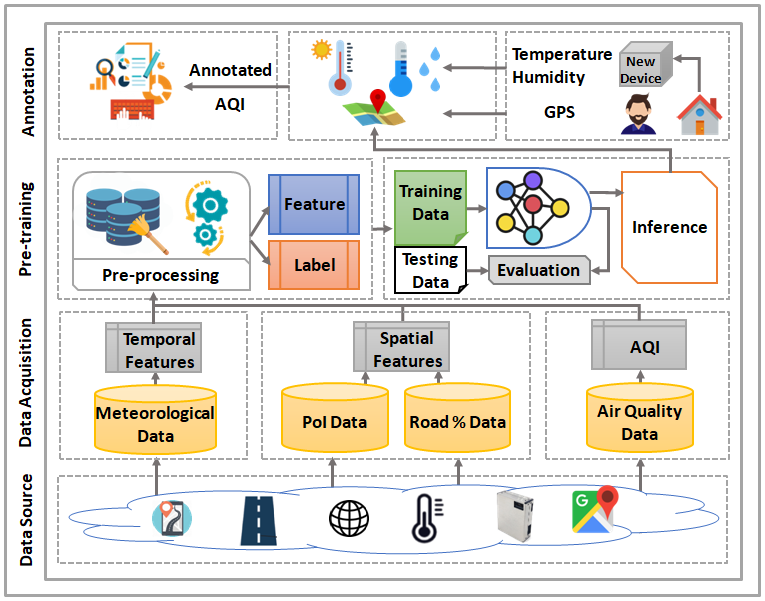 Annotation
Annotated
AQI
Temperature
Humidity
GPS
New
Device
Pre-training
Pre-processing
Feature
Label
Training
Data
Testing
Data
Evaluation
Inference
Data Acquisition
Temporal
Features
Spatial
Features
AQI
Meteorological
Data
PoI Data
Road % Data
Air Quality
Data
Data Source
G